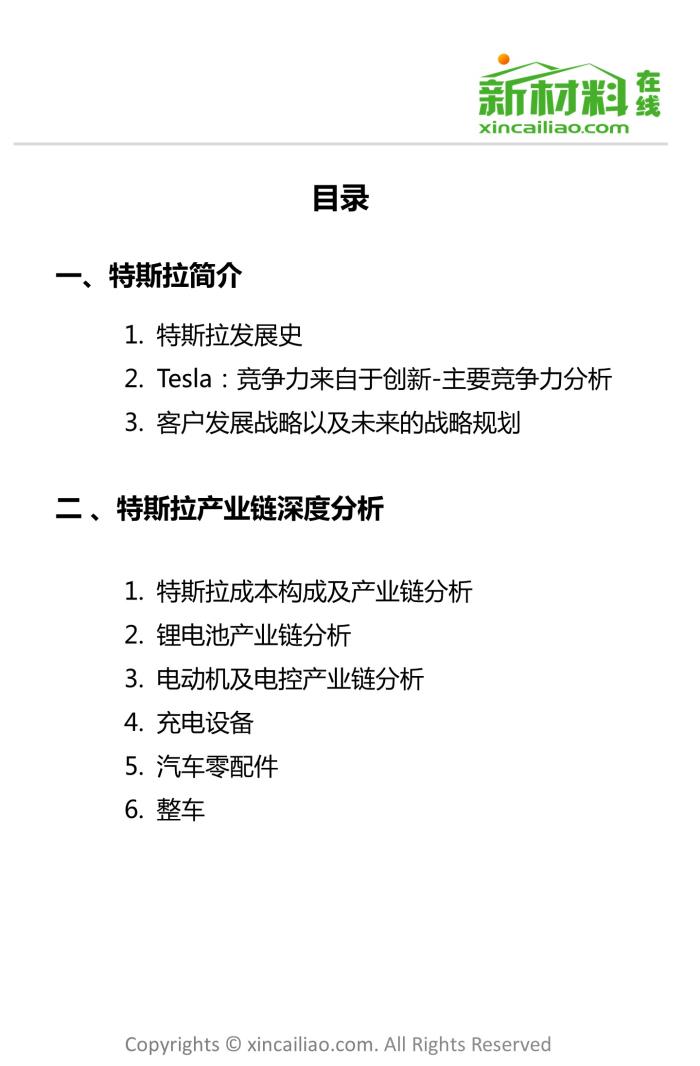 新材料在线
xincailiao.com
目录
一、特斯拉简介
1. 特斯拉发展史
2. Tesla：竞争力来自于创新-主要竞争力分析
3. 客户发展战略以及未来的战略规划
二 、特斯拉产业链深度分析
1. 特斯拉成本构成及产业链分析
2. 锂电池产业链分析
3. 电动机及电控产业链分析
4. 充电设备
5. 汽车零配件
6. 整车
Copyrights © xincailiao.com. All Rights Reserved